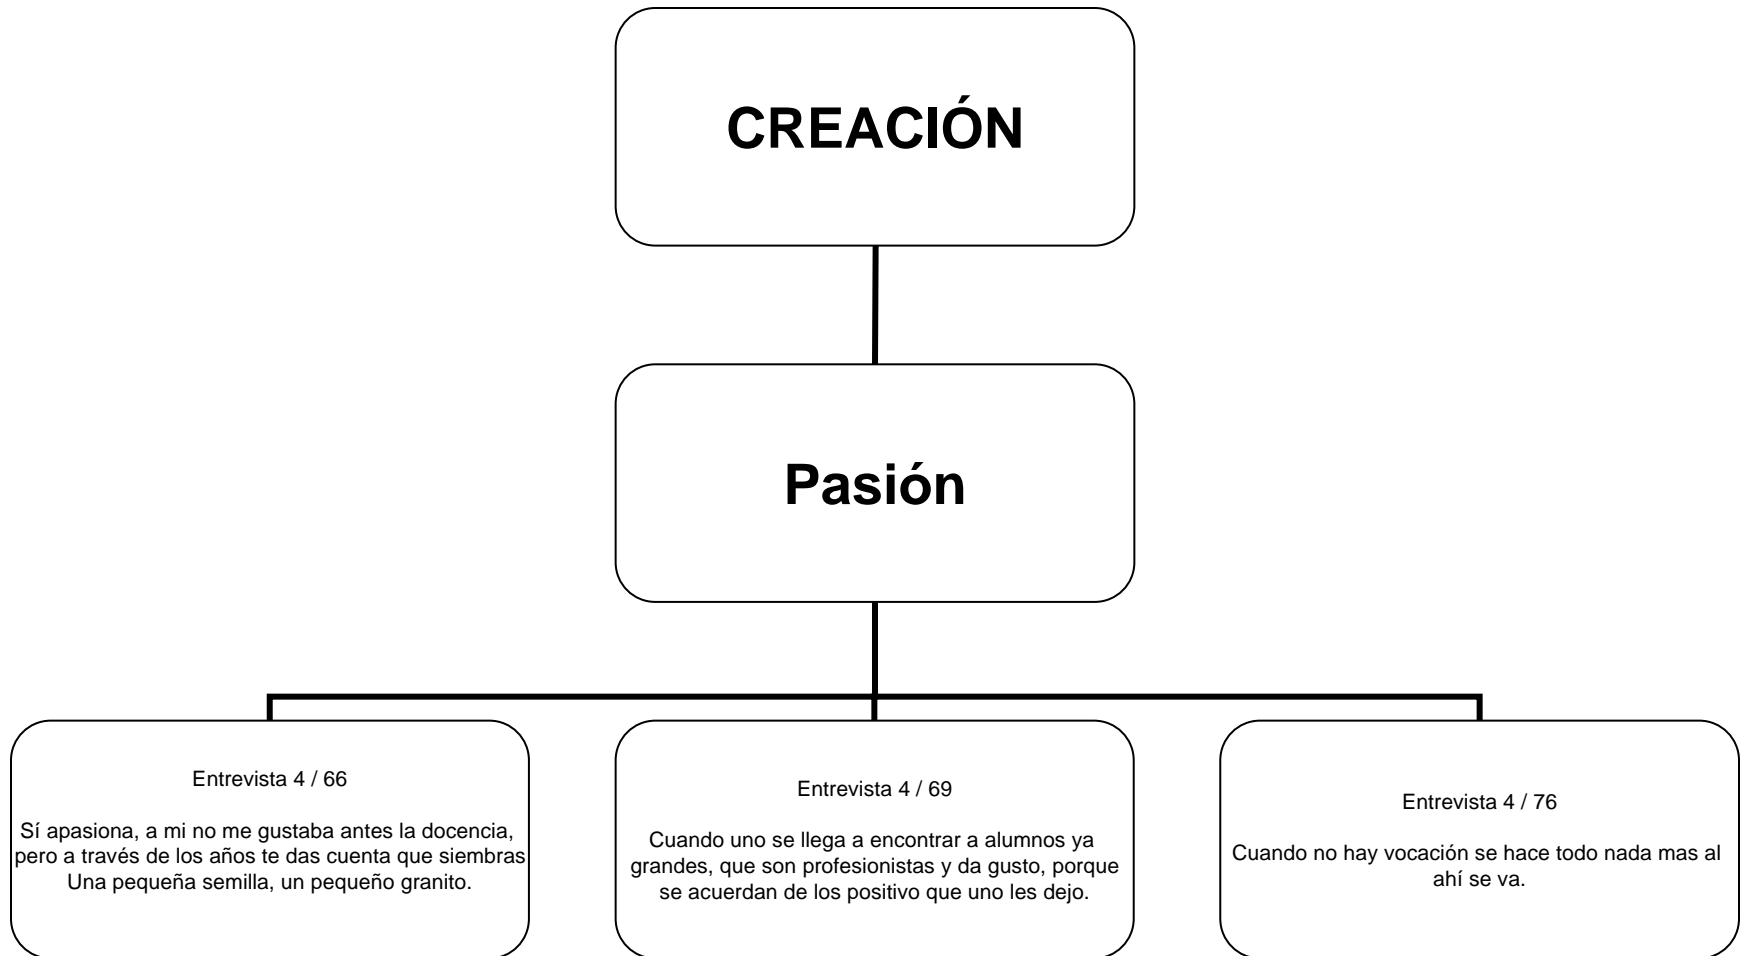 CREACIÓN
Pasión
Entrevista 4 / 66
Sí apasiona, a mi no me gustaba antes la docencia,
pero a través de los años te das cuenta que siembras
Una pequeña semilla, un pequeño granito.
Entrevista 4 / 69
Cuando uno se llega a encontrar a alumnos ya
grandes, que son profesionistas y da gusto, porque
se acuerdan de los positivo que uno les dejo.
Entrevista 4 / 76
Cuando no hay vocación se hace todo nada mas al
ahí se va.